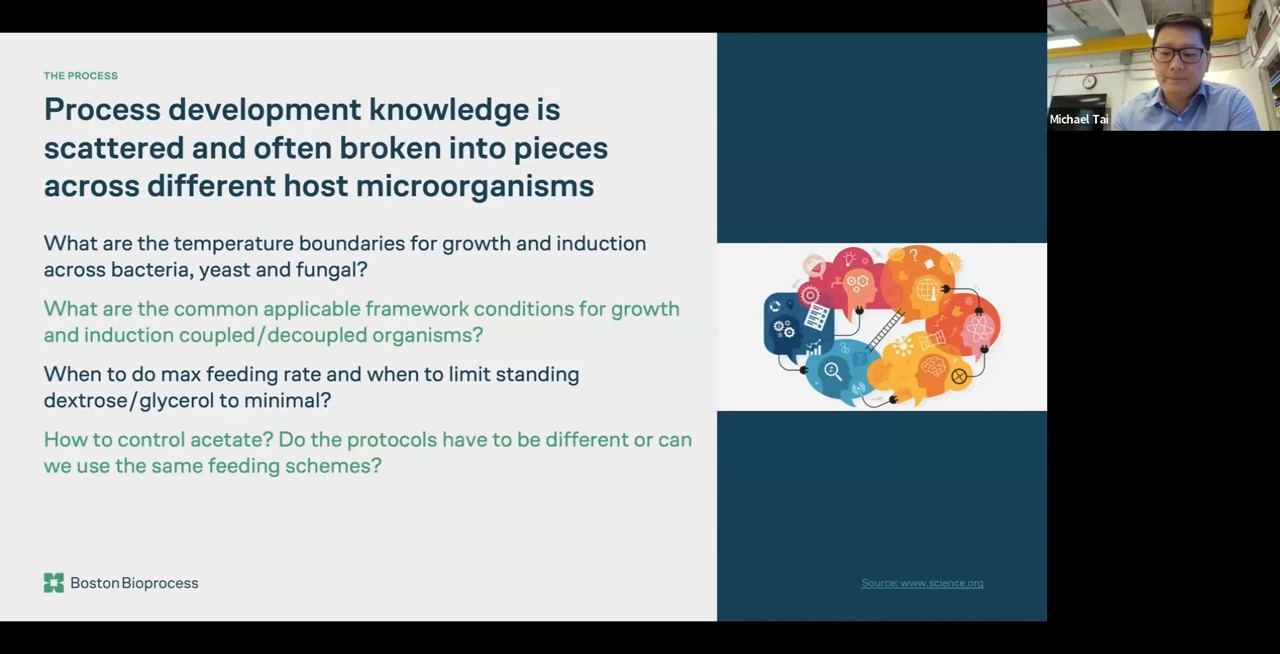 THE PROCESS
Process development knowledge is
scattered and often broken into pieces
across different host microorganisms
What are the temperature boundaries for growth and induction
across bacteria, yeast and fungal?
What are the common applicable framework conditions for growth
and induction coupled/decoupled organisms?
When to do max feeding rate and when to limit standing
dextrose/glycerol to minimal?
How to control acetate? Do the protocols have to be different or can
we use the same feeding schemes?
Boston Bioprocess
Source: www.science.org
Michael Tai